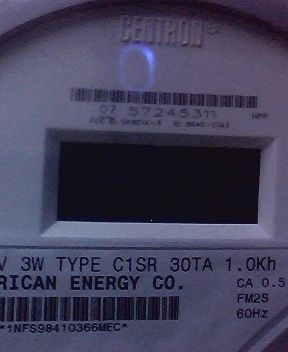 CENTRON
07 57245311
V 3W TYPE C1SR 30TA 1.0Kh
RICAN ENERGY CO. CA 0.5
FM2S
*1NFS98410366MEC* 60Hz